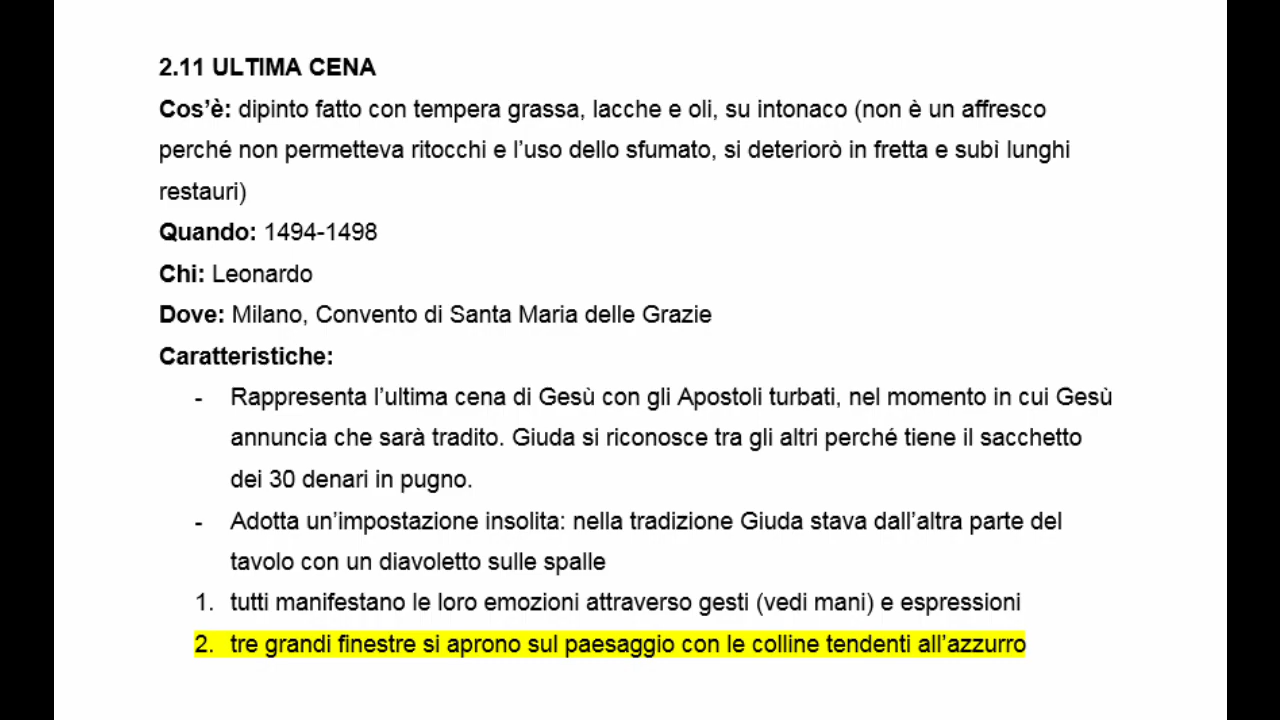 2.11 ULTIMA CENA
Cos’è: dipinto fatto con tempera grassa, lacche e oli, su intonaco (non è un affresco
perché non permetteva ritocchi e l’uso dello sfumato, si deteriorò in fretta e subì lunghi
restauri)
Quando: 1494-1498
Chi: Leonardo
Dove: Milano, Convento di Santa Maria delle Grazie
Caratteristiche:
- Rappresenta l’ultima cena di Gesù con gli Apostoli turbati, nel momento in cui Gesù
annuncia che sarà tradito. Giuda si riconosce tra gli altri perché tiene il sacchetto
dei 30 denari in pugno.
- Adotta un’impostazione insolita: nella tradizione Giuda stava dall’altra parte del
tavolo con un diavoletto sulle spalle
1. tutti manifestano le loro emozioni attraverso gesti (vedi mani) e espressioni
2. tre grandi finestre si aprono sul paesaggio con le colline tendenti all’azzurro